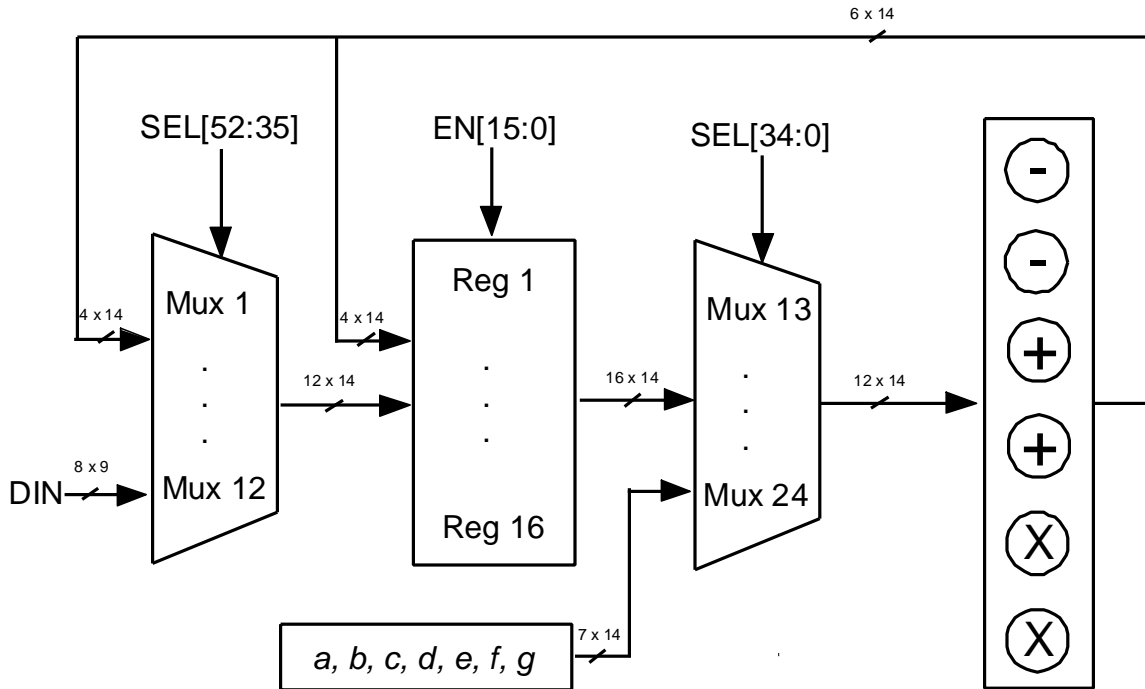 6 x 14
SEL[52:35]
EN[15:0]
SEL[34:0]
-
-
+
+
X
X
Mux 1
.
.
.
Mux 12
4 x 14
DIN
8 x 9
12 x 14
4 x 14
Reg 1
.
.
.
Reg 16
16 x 14
Mux 13
.
.
.
Mux 24
12 x 14
a, b, c, d, e, f, g
7 x 14